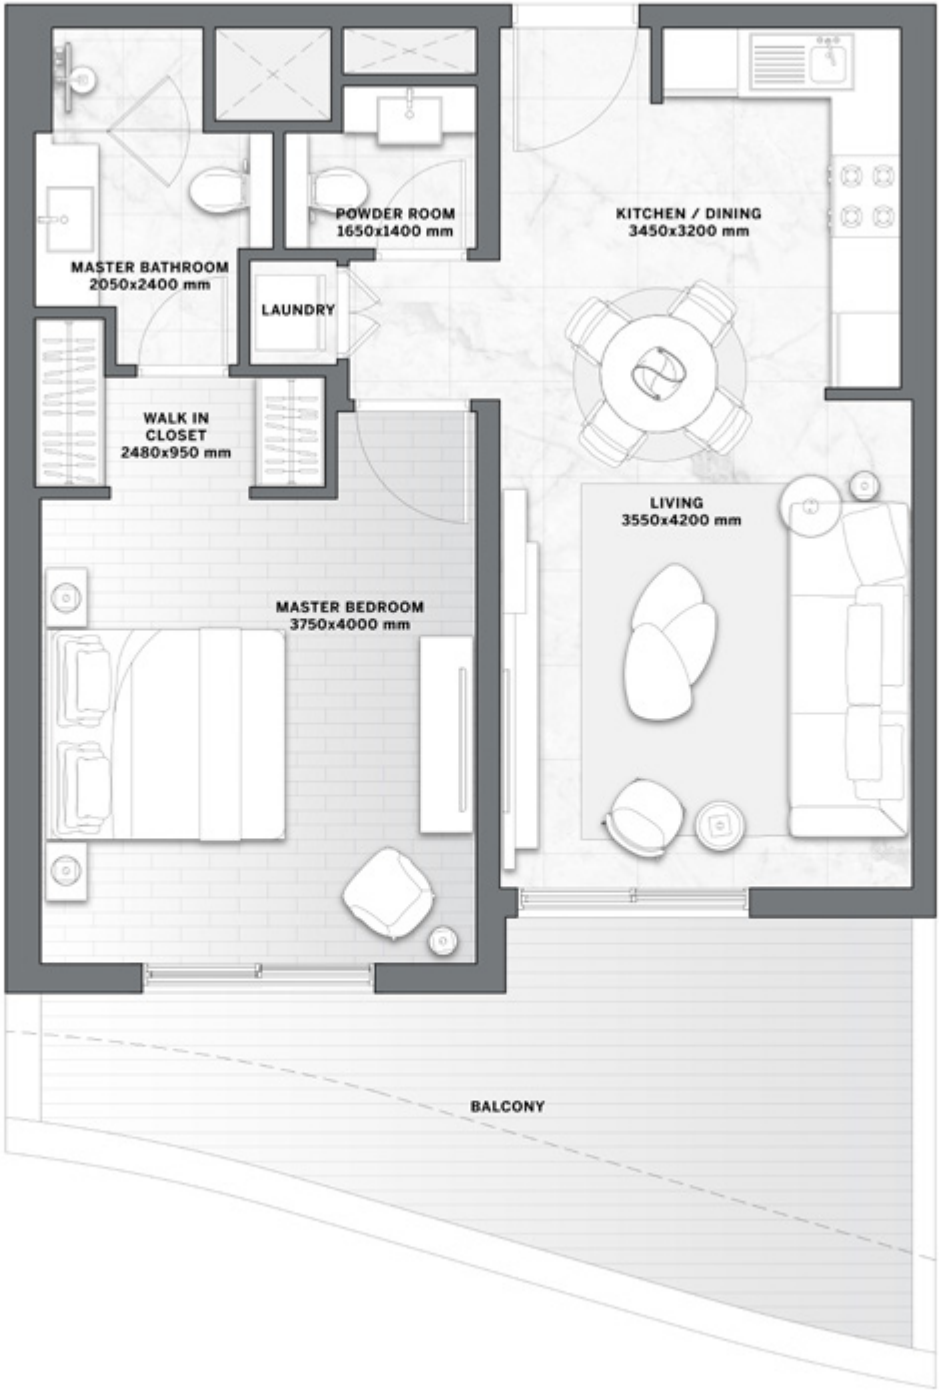 POWDER ROOM
1650x1400 mm
KITCHEN / DINING
3450x3200 mm
MASTER BATHROOM
2050x2400 mm
LAUNDRY
WALK IN
CLOSET
2480x950 mm
LIVING
3550x4200 mm
MASTER BEDROOM
3750x4000 mm
BALCONY